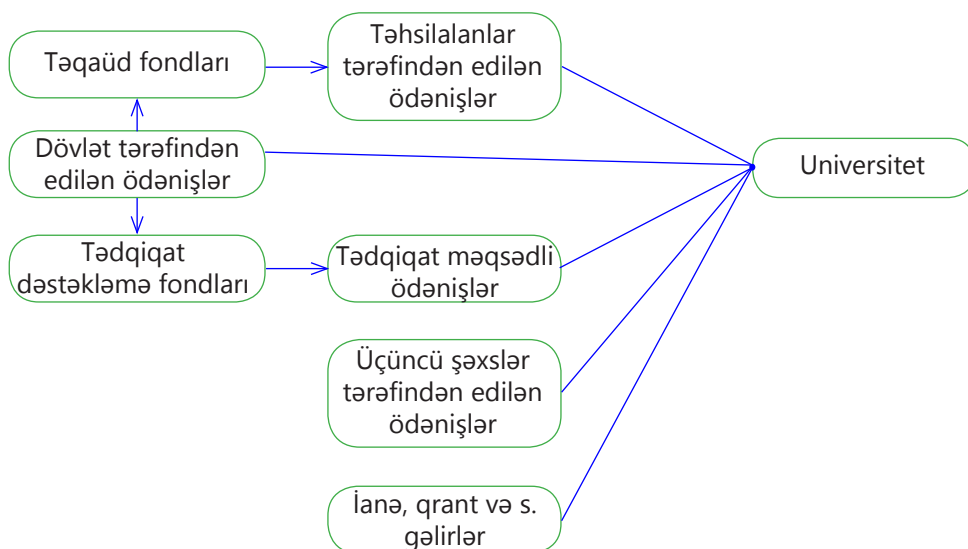 Təqaüd fondları
Təhsilalanlar
tərəfindən edilən
ödənişlər
Dövlət tərəfindən
edilən ödənişlər
Universitet
Tədqiqat
dəstəkləmə fondları
Tədqiqat məqsədli
ödənişlər
Üçüncü şəxslər
tərəfindən edilən
ödənişlər
İanə, qrant və s.
gəlirlər